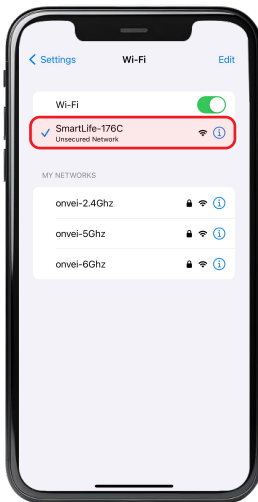 Settings Wi-Fi Edit
Wi-Fi
SmartLife-176C
Unsecured Network
MY NETWORKS
onvei-2.4Ghz
onvei-5Ghz
onvei-6Ghz